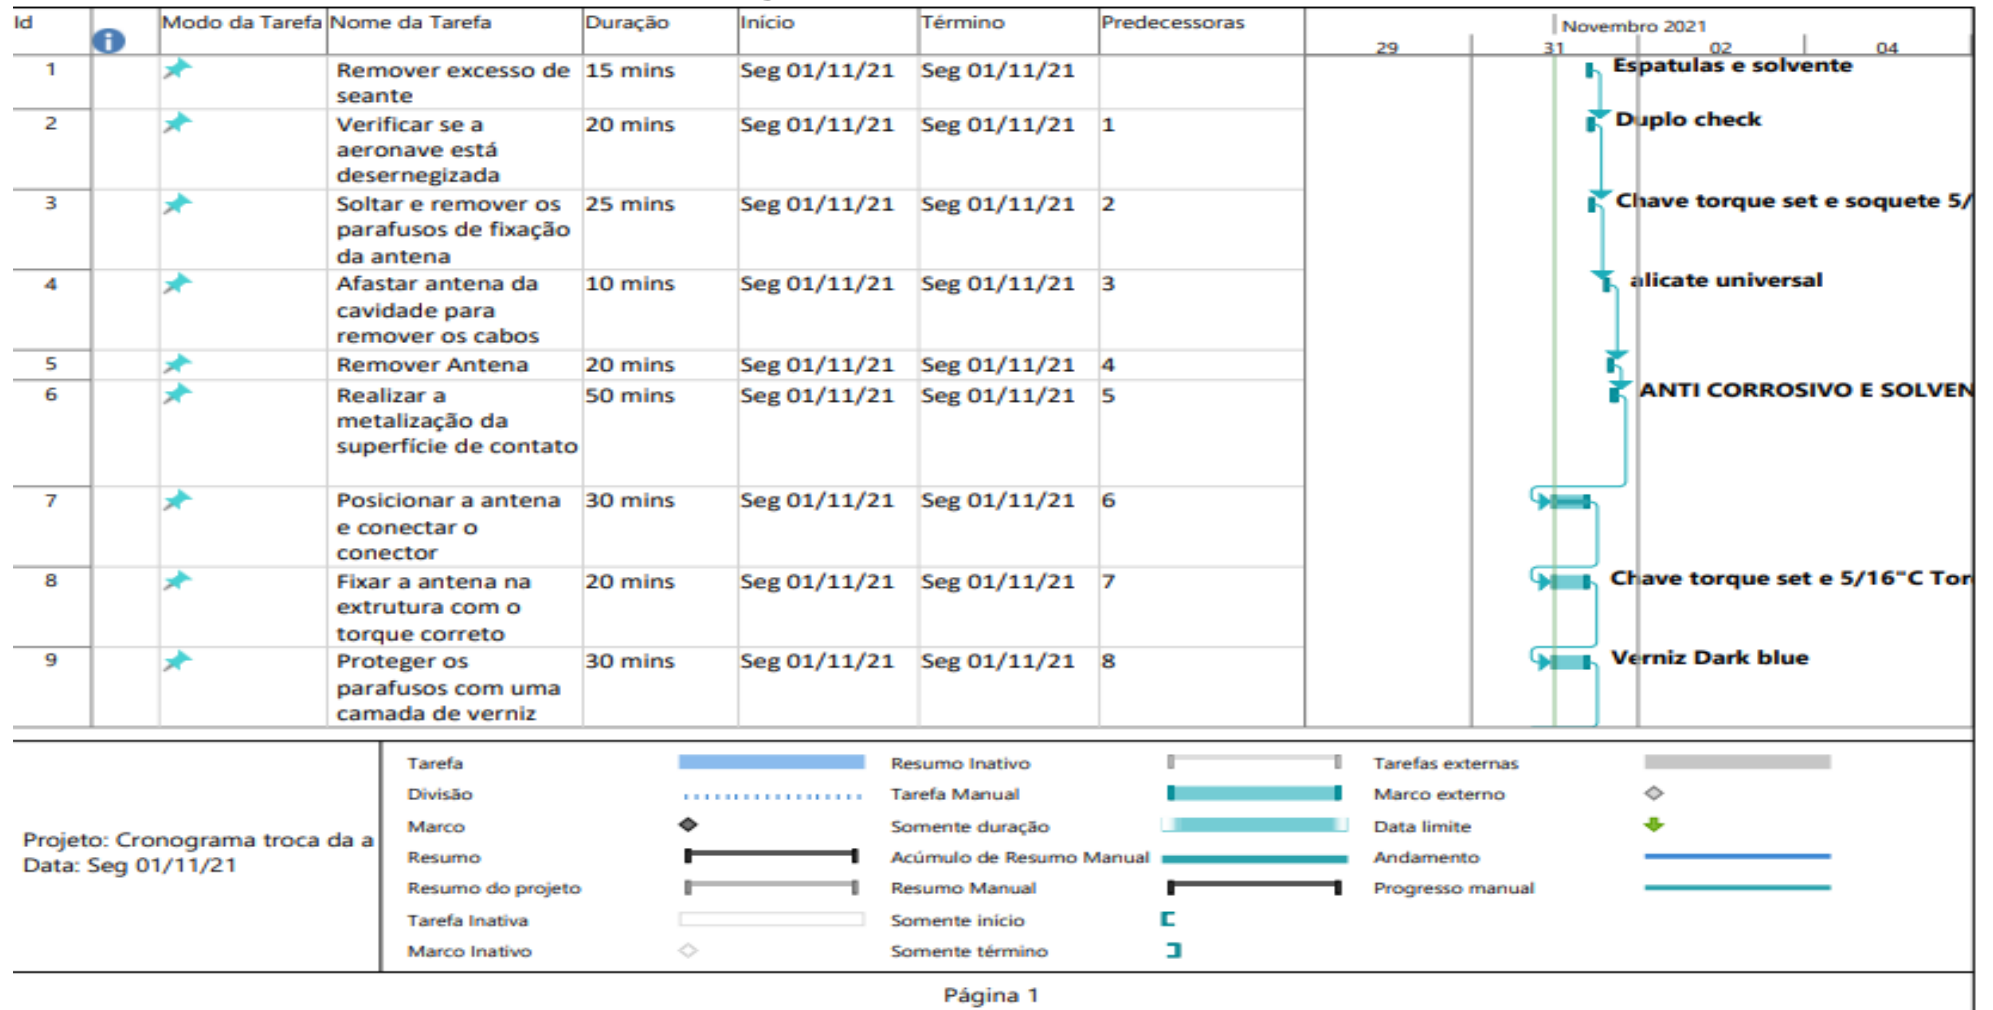 Id Modo da Tarefa Nome da Tarefa Duração Início Término Predecessoras Novembro 2021
29 31 02 04
1 Remover excesso de 15 mins Seg 01/11/21 Seg 01/11/21 Espatulas e solvente
seante
2 Verificar se a 20 mins Seg 01/11/21 Seg 01/11/21 1 Duplo check
aeronave está
desernegizada
3 Soltar e remover os 25 mins Seg 01/11/21 Seg 01/11/21 2 Chave torque set e soquete 5/
parafusos de fixação
da antena
4 Afastar antena da 10 mins Seg 01/11/21 Seg 01/11/21 3 alicate universal
cavidade para
remover os cabos
5 Remover Antena 20 mins Seg 01/11/21 Seg 01/11/21 4
6 Realizar a 50 mins Seg 01/11/21 Seg 01/11/21 5 ANTI CORROSIVO E SOLVEN
metalização da
superfície de contato
7 Posicionar a antena 30 mins Seg 01/11/21 Seg 01/11/21 6
e conectar o
conector
8 Fixar a antena na 20 mins Seg 01/11/21 Seg 01/11/21 7 Chave torque set e 5/16"C Tor
extrutura com o
torque correto
9 Proteger os 30 mins Seg 01/11/21 Seg 01/11/21 8 Verniz Dark blue
parafusos com uma
camada de verniz
Projeto: Cronograma troca da a
Data: Seg 01/11/21
Tarefa
Divisão
Marco
Resumo
Resumo do projeto
Tarefa Inativa
Marco Inativo
Resumo Inativo
Tarefa Manual
Somente duração
Acúmulo de Resumo Manual
Resumo Manual
Somente início
Somente término
Tarefas externas
Marco externo
Data limite
Andamento
Progresso manual
Página 1